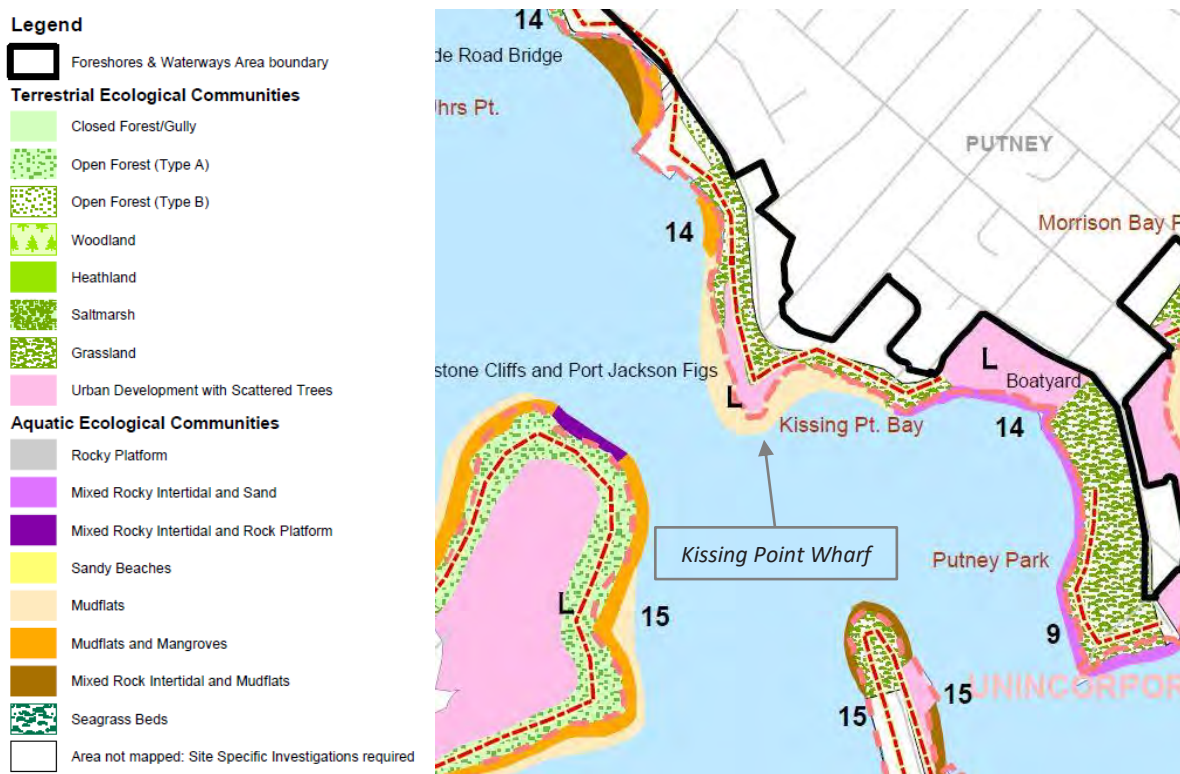 Legend
Foreshores & Waterways Area boundary
Terrestrial Ecological Communities
Closed Forest/Gully
Open Forest (Type A)
Open Forest (Type B)
Woodland
Heathland
Saltmarsh
Grassland
Urban Development with Scattered Trees
Aquatic Ecological Communities
Rocky Platform
Mixed Rocky Intertidal and Sand
Mixed Rocky Intertidal and Rock Platform
Sandy Beaches
Mudflats
Mudflats and Mangroves
Mixed Rock Intertidal and Mudflats
Seagrass Beds
Area not mapped: Site Specific Investigations required
14
de Road Bridge
Uhrs Pt.
PUTNEY
Morrison Bay P
14
stone Cliffs and Port Jackson Figs
L
L
Boatyard
Kissing Pt. Bay
14
Kissing Point Wharf
Putney Park
L
15
9
15
15
UNINCORPOR